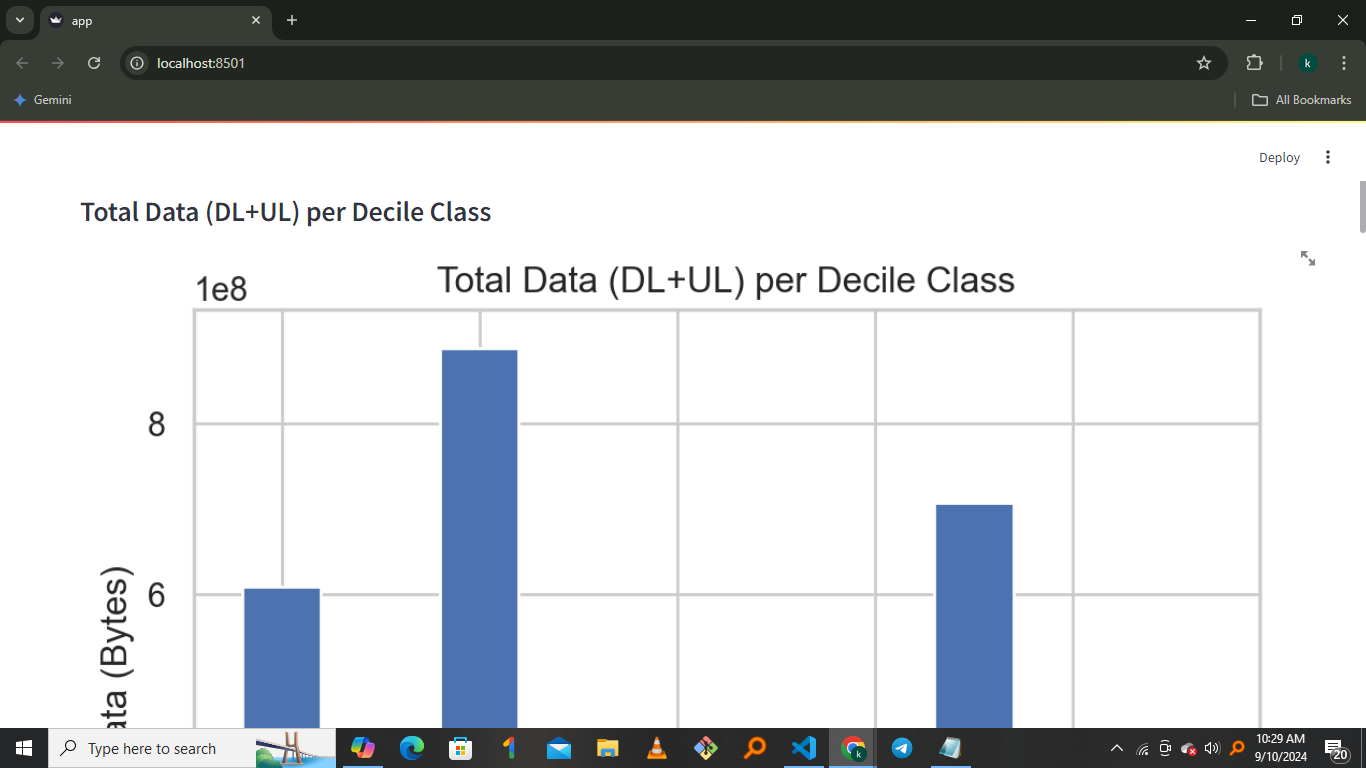 app
localhost:8501
k
Gemini
All Bookmarks
Deploy
Total Data (DL+UL) per Decile Class
Total Data (DL+UL) per Decile Class
1e8
8
6
ata (Bytes)
Type here to search
k
10:29 AM
9/10/2024
20